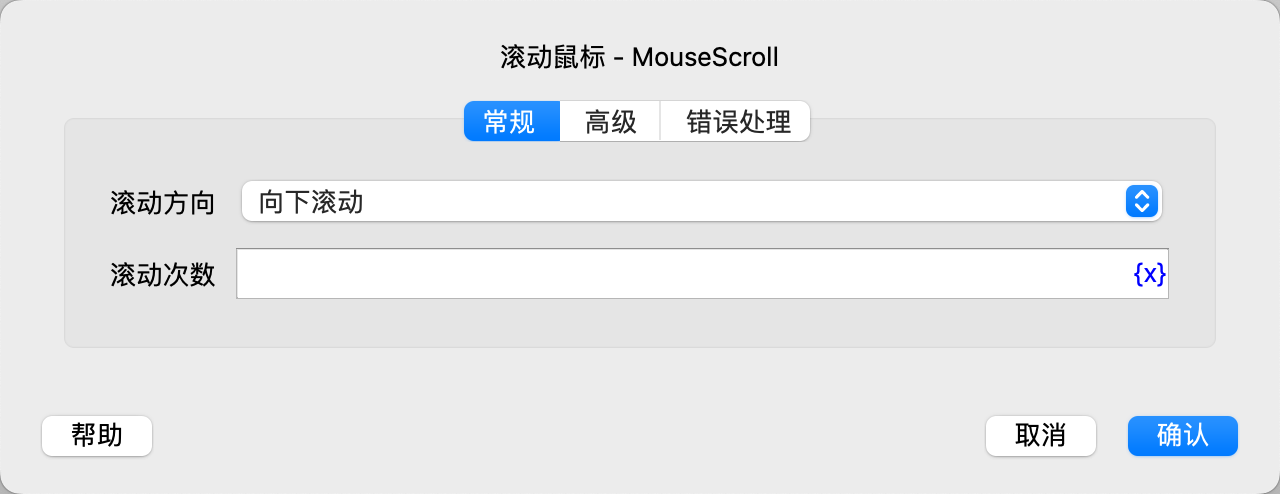 滚动鼠标 - MouseScroll
常规 高级 错误处理
滚动方向 向下滚动
滚动次数 {x}
帮助 取消 确认